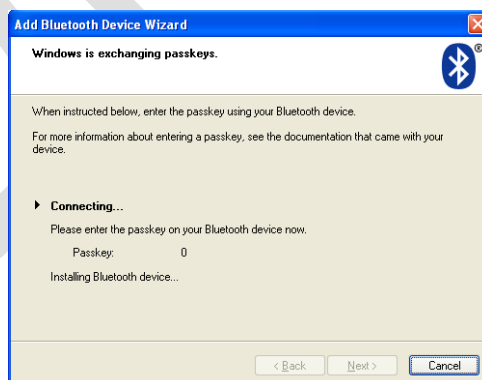 Add Bluetooth Device Wizard
Windows is exchanging passkeys.
®
When instructed below, enter the passkey using your Bluetooth device.
For more information about entering a passkey, see the documentation that came with your
device.
Connecting...
Please enter the passkey on your Bluetooth device now.
Passkey: 0
Installing Bluetooth device...
< Back Next > Cancel